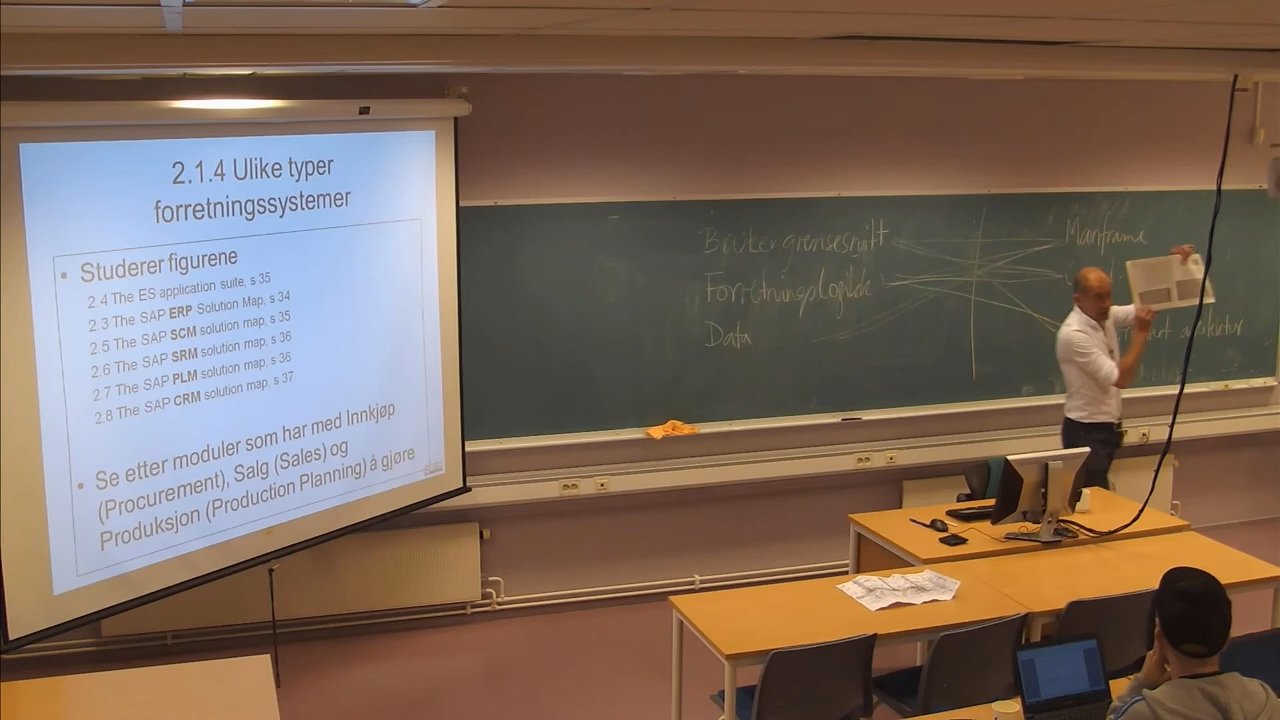 2.1.4 Ulike typer
forretningssystemer
• Studerer figurene
2.4 The ES application suite, s 35
2.3 The SAP ERP Solution Map, s 34
2.5 The SAP SCM solution map, s 35
2.6 The SAP SRM solution map, s 36
2.7 The SAP PLM solution map, s 36
2.8 The SAP CRM solution map, s 37
• Se etter moduler som har med Innkjøp
(Procurement), Salg (Sales) og
Produksjon (Production Planning) å gjøre
Bruker grensesnitt
Forretningslogikk
Data
Mainframe